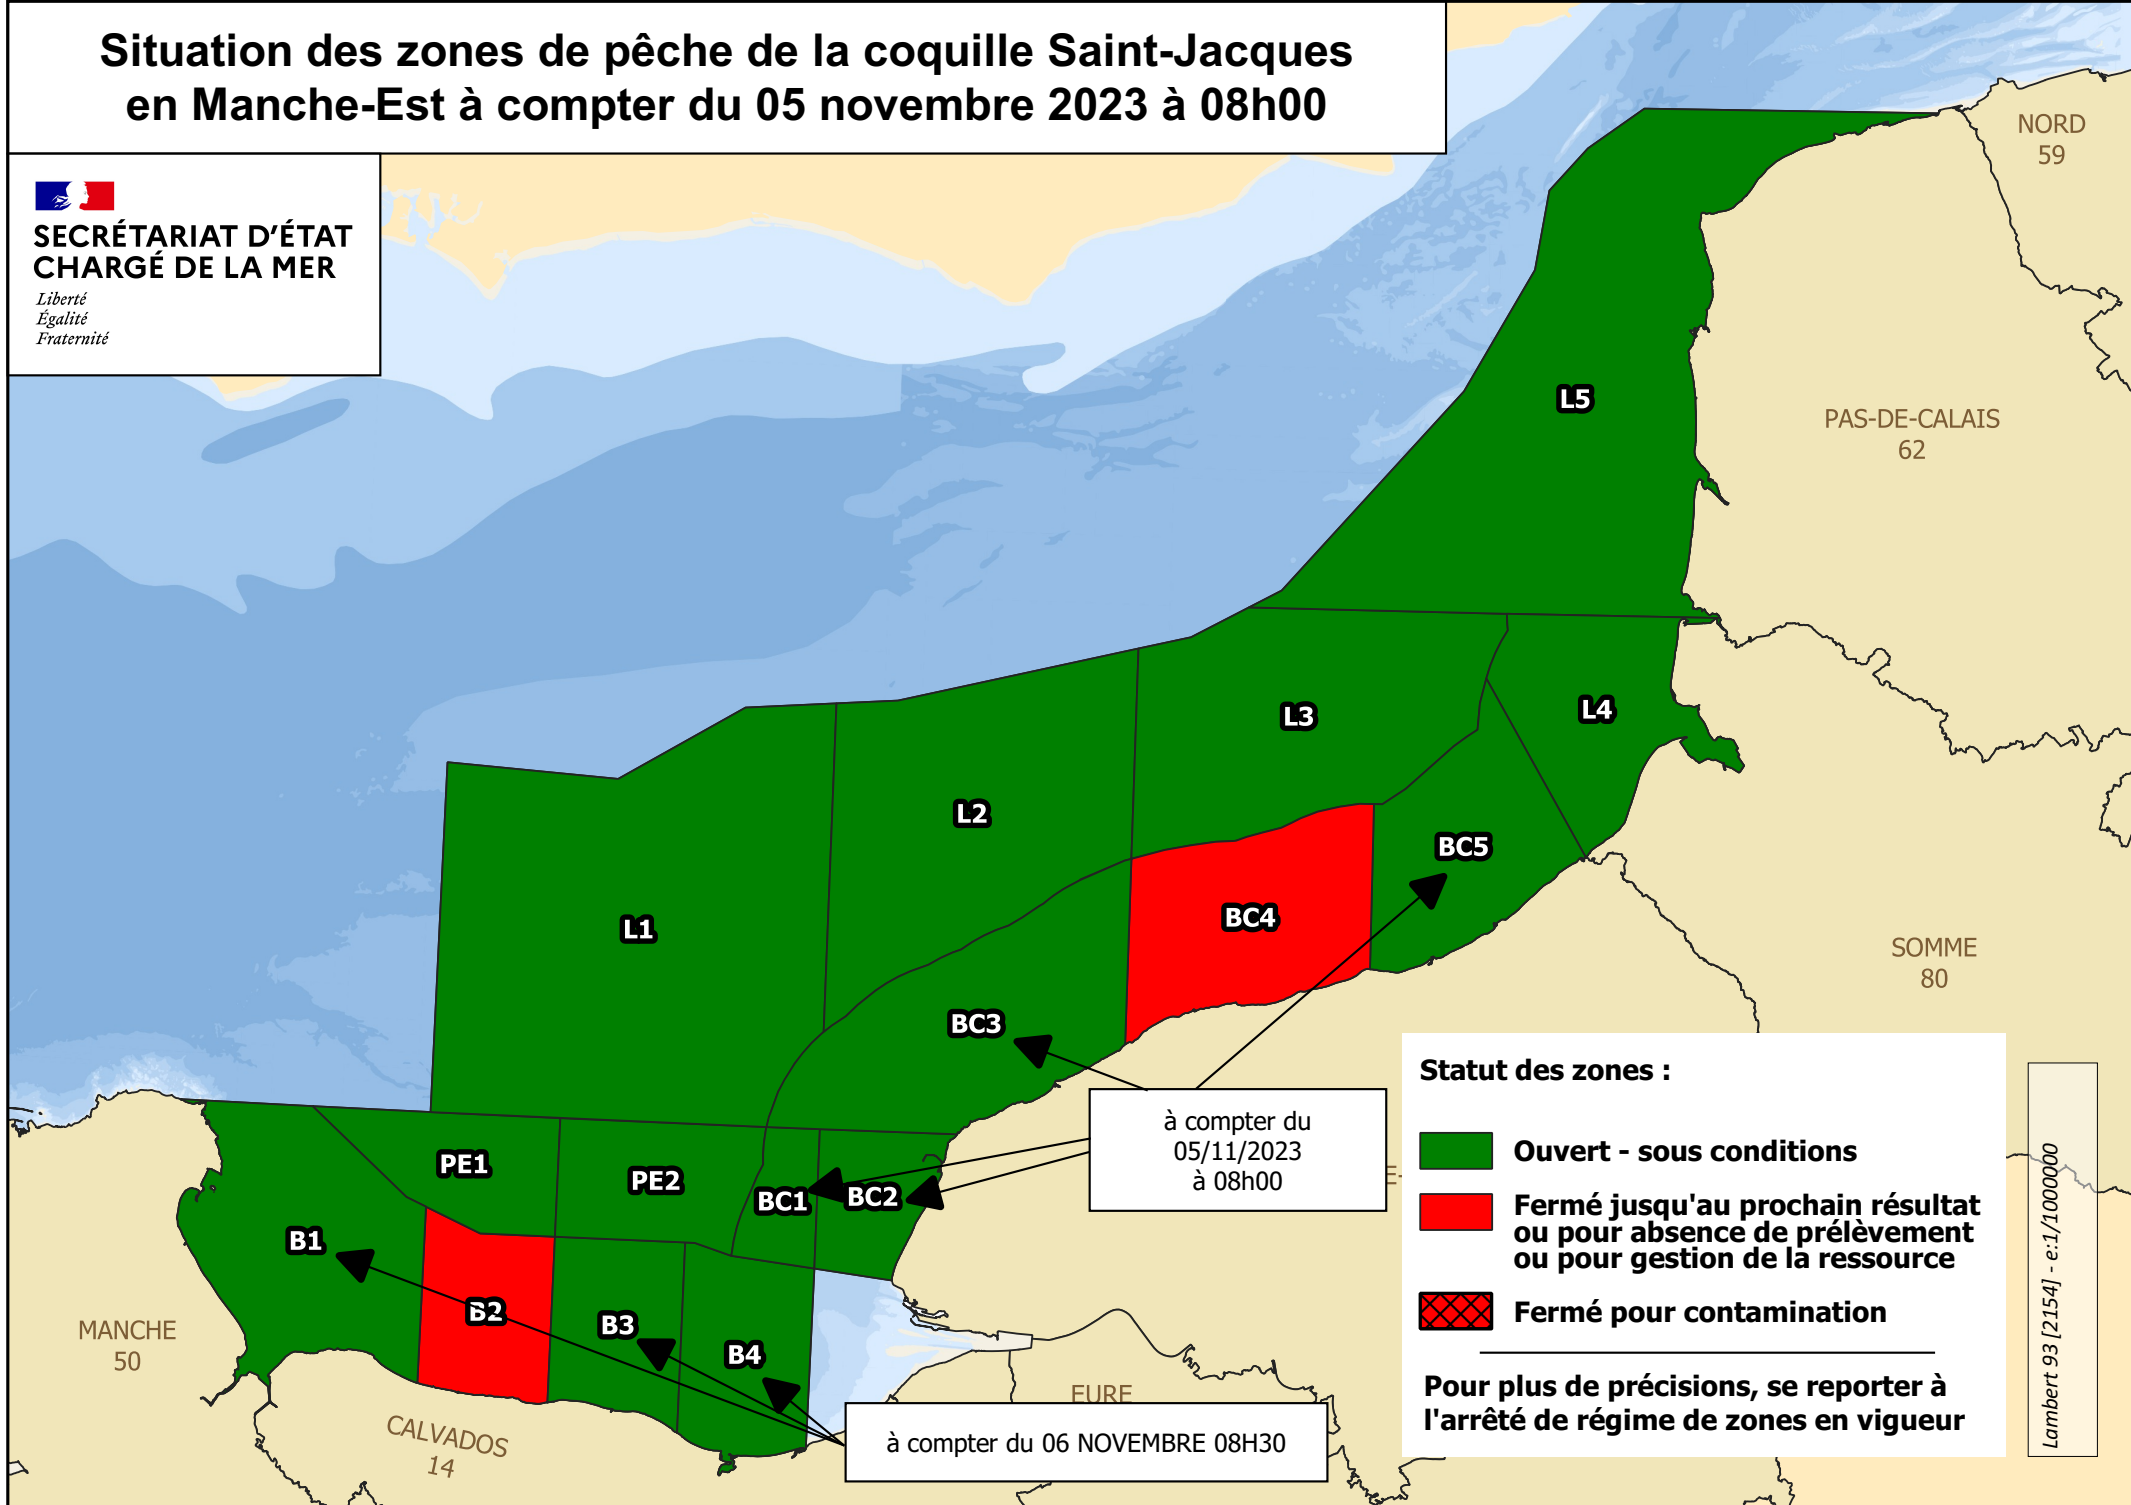 Situation des zones de pêche de la coquille Saint-Jacques
en Manche-Est à compter du 05 novembre 2023 à 08h00
SECRÉTARIAT D'ÉTAT
CHARGÉ DE LA MER
Liberté
Égalité
Fraternité
NORD
59
PAS-DE-CALAIS
62
L5
L3
L4
L2
BC5
L1
BC4
SOMME
80
BC3
PE1
PE2
BC1
BC2
B1
B2
B3
B4
à compter du
05/11/2023
à 08h00
MANCHE
50
CALVADOS
14
EURE
à compter du 06 NOVEMBRE 08H30
Statut des zones :
Ouvert - sous conditions
Fermé jusqu'au prochain résultat
ou pour absence de prélèvement
ou pour gestion de la ressource
Fermé pour contamination
Pour plus de précisions, se reporter à
l'arrêté de régime de zones en vigueur
Lambert 93 [2154] - e:1/1000000